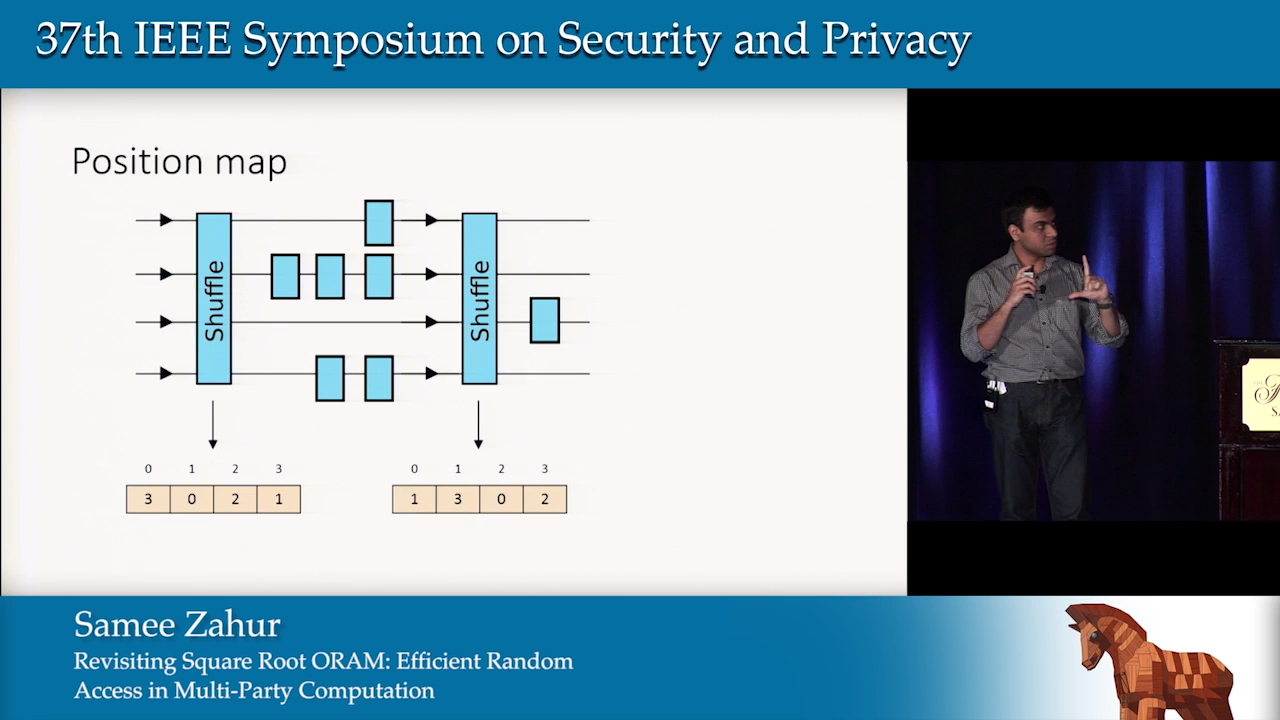 37th IEEE Symposium on Security and Privacy
Position map
Shuffle
Shuffle
0 1 2 3
3 0 2 1
0 1 2 3
1 3 0 2
Samee Zahur
Revisiting Square Root ORAM: Efficient Random
Access in Multi-Party Computation